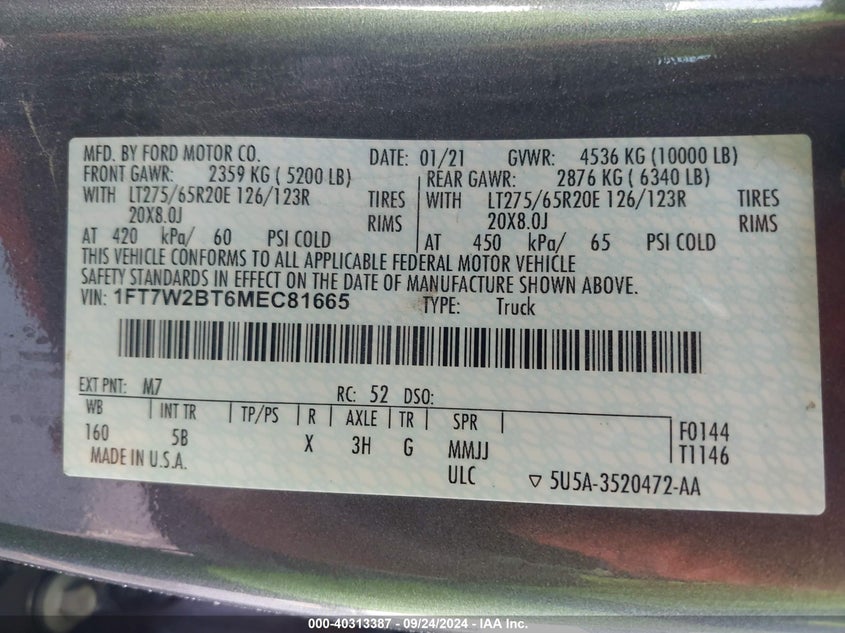 MFD. BY FORD MOTOR CO. DATE: 01/21 GVWR: 4536 KG (10000 LB)
FRONT GAWR: 2359 KG ( 5200 LB) REAR GAWR: 2876 KG ( 6340 LB)
WITH LT275/65R20E 126/123R TIRES WITH LT275/65R20E 126/123R TIRES
20X8.0J RIMS 20X8.0J RIMS
AT 420 kPa/ 60 PSI COLD AT 450 kPa/ 65 PSI COLD
THIS VEHICLE CONFORMS TO ALL APPLICABLE FEDERAL MOTOR VEHICLE
SAFETY STANDARDS IN EFFECT ON THE DATE OF MANUFACTURE SHOWN ABOVE.
VIN: 1FT7W2BT6MEC81665 TYPE: Truck
EXT PNT: M7 RC: 52 DSO:
WB INT TR TP/PS R AXLE TR SPR
160 5B X 3H G MMJJ F0144
MADE IN U.S.A. ULC T1146
▽ 5U5A-3520472-AA
000-40313387 - 09/24/2024 - IAA Inc.